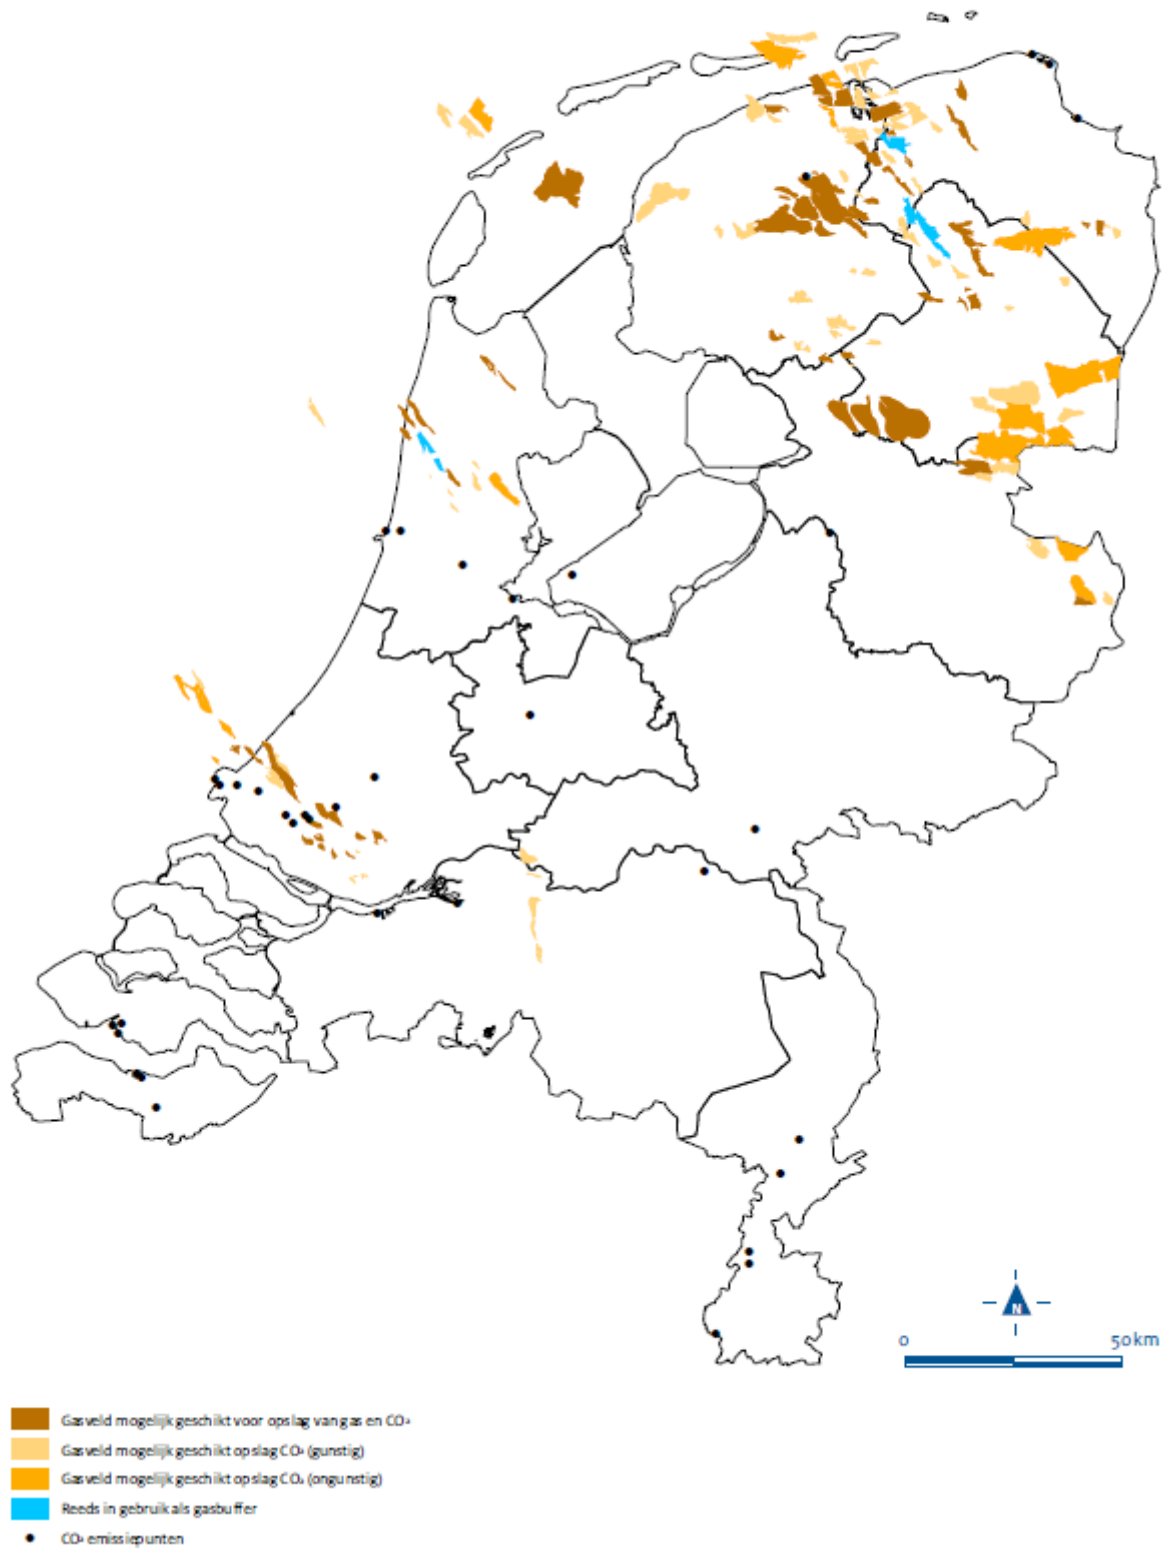 N
0 50km
Gasveld mogelijk geschikt voor opslag van gas en CO₂
Gasveld mogelijk geschikt opslag CO₂ (gunstig)
Gasveld mogelijk geschikt opslag CO₂ (ongunstig)
Reeds in gebruik als gasbuffer
CO₂ emissiepunten